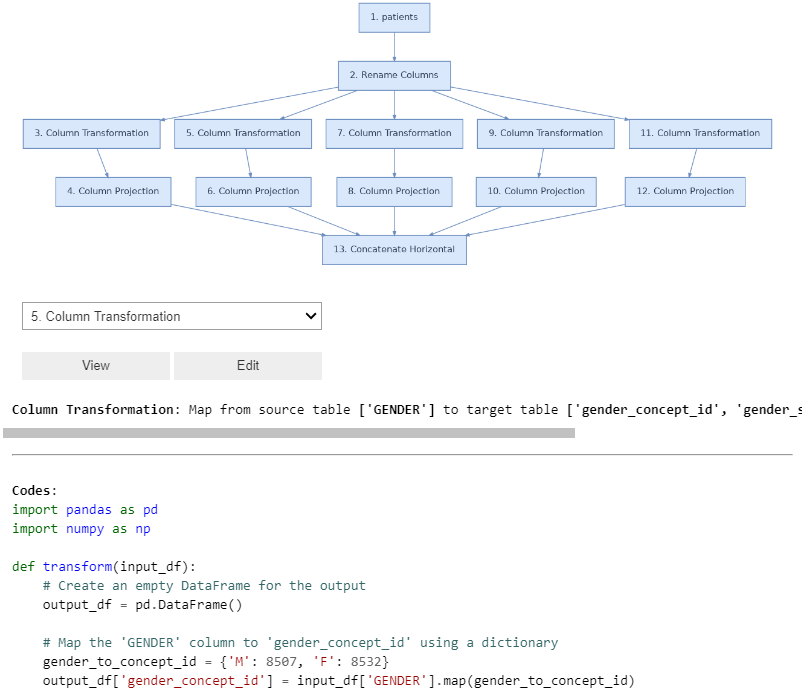 1. patients
2. Rename Columns
3. Column Transformation
5. Column Transformation
7. Column Transformation
9. Column Transformation
11. Column Transformation
4. Column Projection
6. Column Projection
8. Column Projection
10. Column Projection
12. Column Projection
13. Concatenate Horizontal
5. Column Transformation
View
Edit
Column Transformation: Map from source table ['GENDER'] to target table ['gender_concept_id', 'gender_s
Codes:
import pandas as pd
import numpy as np
def transform(input_df):
    # Create an empty DataFrame for the output
    output_df = pd.DataFrame()
    # Map the 'GENDER' column to 'gender_concept_id' using a dictionary
    gender_to_concept_id = {'M': 8507, 'F': 8532}
    output_df['gender_concept_id'] = input_df['GENDER'].map(gender_to_concept_id)